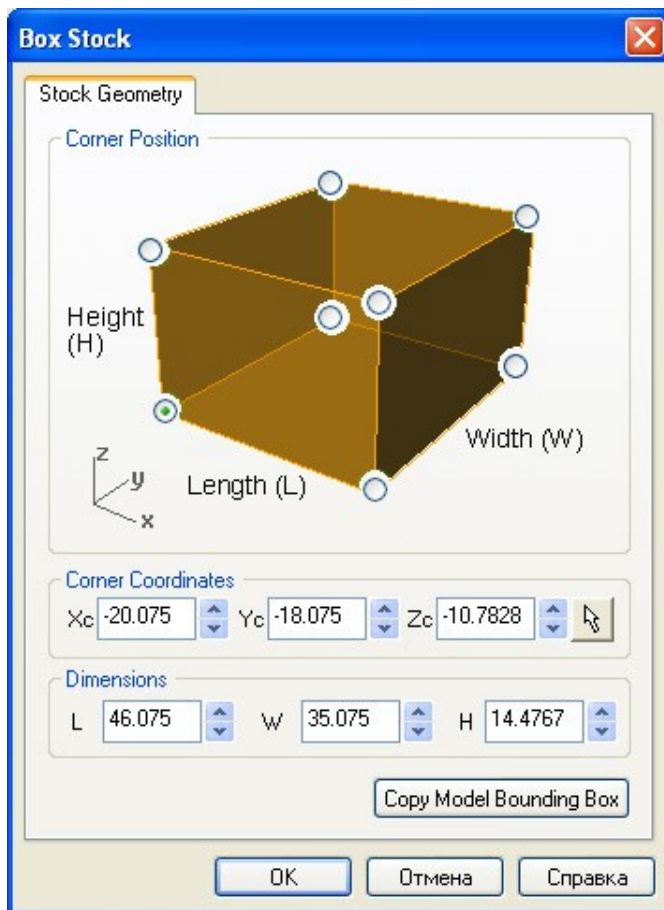 Box Stock
Stock Geometry
Corner Position
Height
(H)
Width (W)
Length (L)
z
y
x
Corner Coordinates
Xc -20.075 Yc -18.075 Zc -10.7828
Dimensions
L 46.075 W 35.075 H 14.4767
Copy Model Bounding Box
OK Отмена Справка